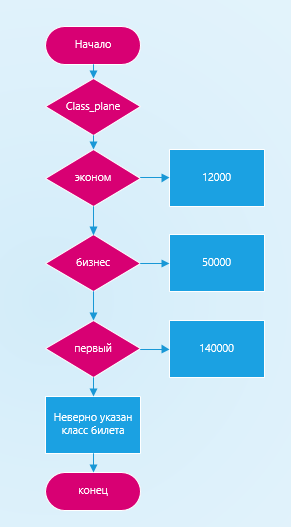 Начало
Class_plane
эконом
12000
бизнес
50000
первый
140000
Неверно указан
класс билета
конец